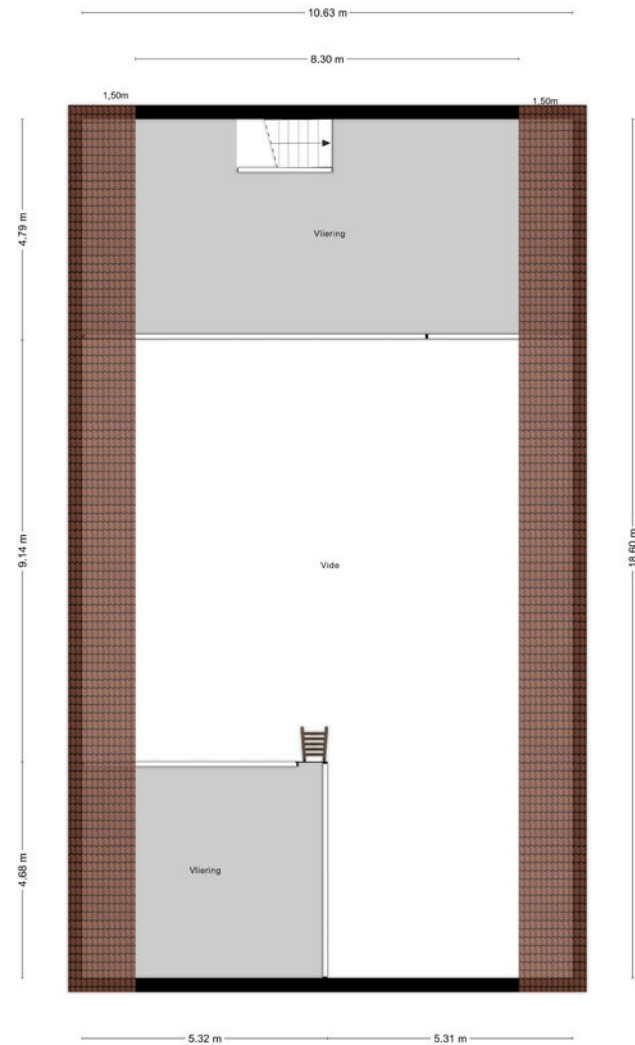 10.63 m
8.30 m
1,50m
1,50m
4.79 m
Vliering
9.14 m
18.60 m
Vide
4.68 m
Vliering
5.32 m
5.31 m